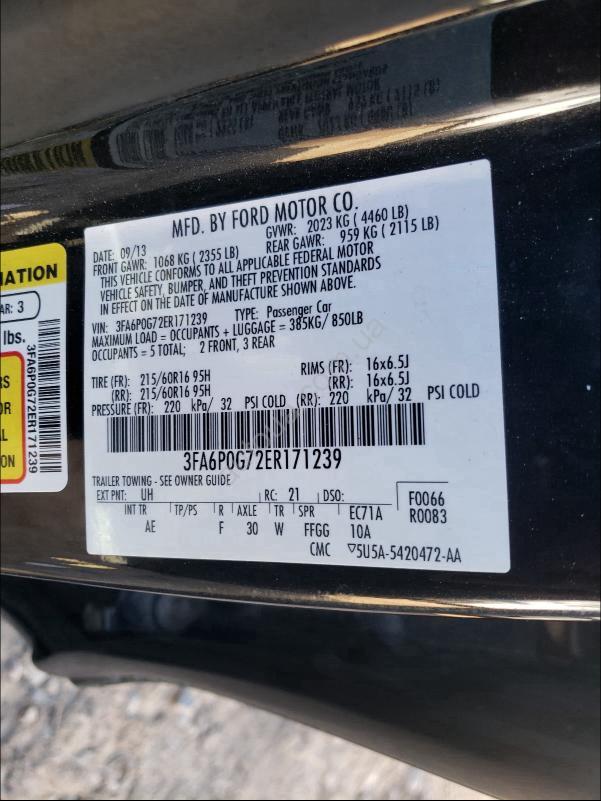 MFD. BY FORD MOTOR CO.
DATE: 09/13 GVWR: 2023 KG ( 4460 LB)
FRONT GAWR: 1068 KG ( 2355 LB) REAR GAWR: 959 KG ( 2115 LB)
THIS VEHICLE CONFORMS TO ALL APPLICABLE FEDERAL MOTOR
VEHICLE SAFETY, BUMPER, AND THEFT PREVENTION STANDARDS
IN EFFECT ON THE DATE OF MANUFACTURE SHOWN ABOVE.
VIN: 3FA6P0G72ER171239 TYPE: Passenger Car
MAXIMUM LOAD = OCCUPANTS + LUGGAGE = 385KG/ 850LB
OCCUPANTS = 5 TOTAL; 2 FRONT, 3 REAR
TIRE (FR): 215/60R16 95H RIMS (FR): 16x6.5J
(RR): 215/60R16 95H (RR): 16x6.5J
PRESSURE (FR): 220 kPa/ 32 PSI COLD (RR): 220 kPa/ 32 PSI COLD
3FA6P0G72ER171239
TRAILER TOWING - SEE OWNER GUIDE
EXT PNT: UH RC: 21 DSO: F0066
INT TR TP/PS R AXLE TR SPR EC71A R0083
AE F 30 W FFGG 10A
CMC 5U5A-5420472-AA
NATION
AR: 3
lbs.
RS
OR
AL
ON
3FA6P0G72ER171239